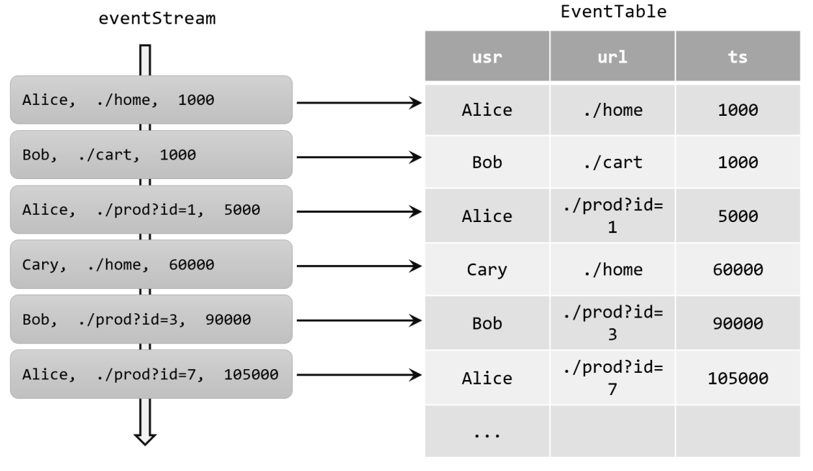 eventStream
Alice, ./home, 1000
Bob, ./cart, 1000
Alice, ./prod?id=1, 5000
Cary, ./home, 60000
Bob, ./prod?id=3, 90000
Alice, ./prod?id=7, 105000
EventTable
usr url ts
Alice ./home 1000
Bob ./cart 1000
Alice ./prod?id= 5000
1
Cary ./home 60000
Bob ./prod?id= 90000
3
Alice ./prod?id= 105000
7
...